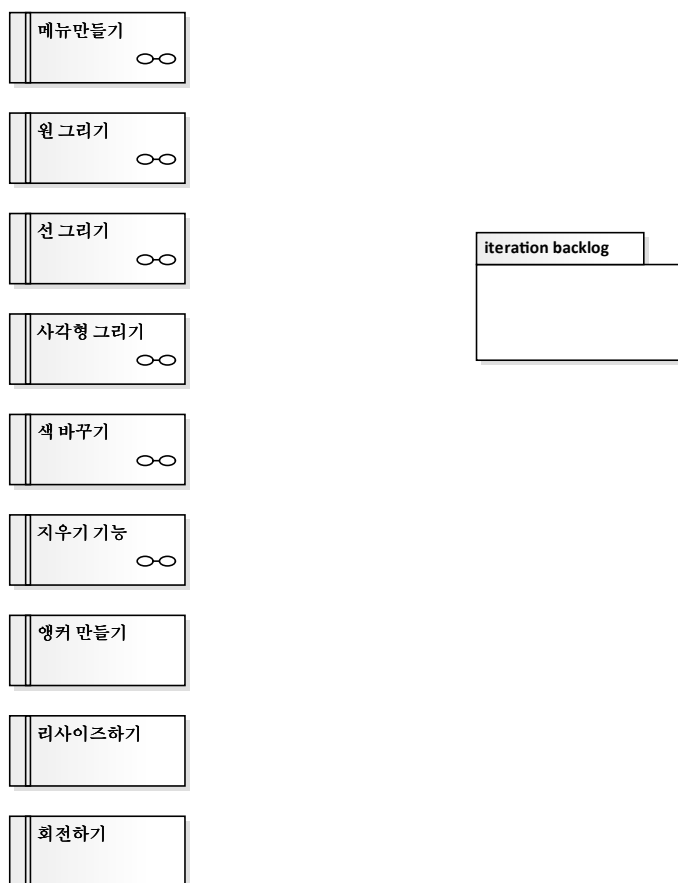 메뉴만들기
원 그리기
선 그리기
iteration backlog
사각형 그리기
색 바꾸기
지우기 기능
앵커 만들기
리사이즈하기
회전하기